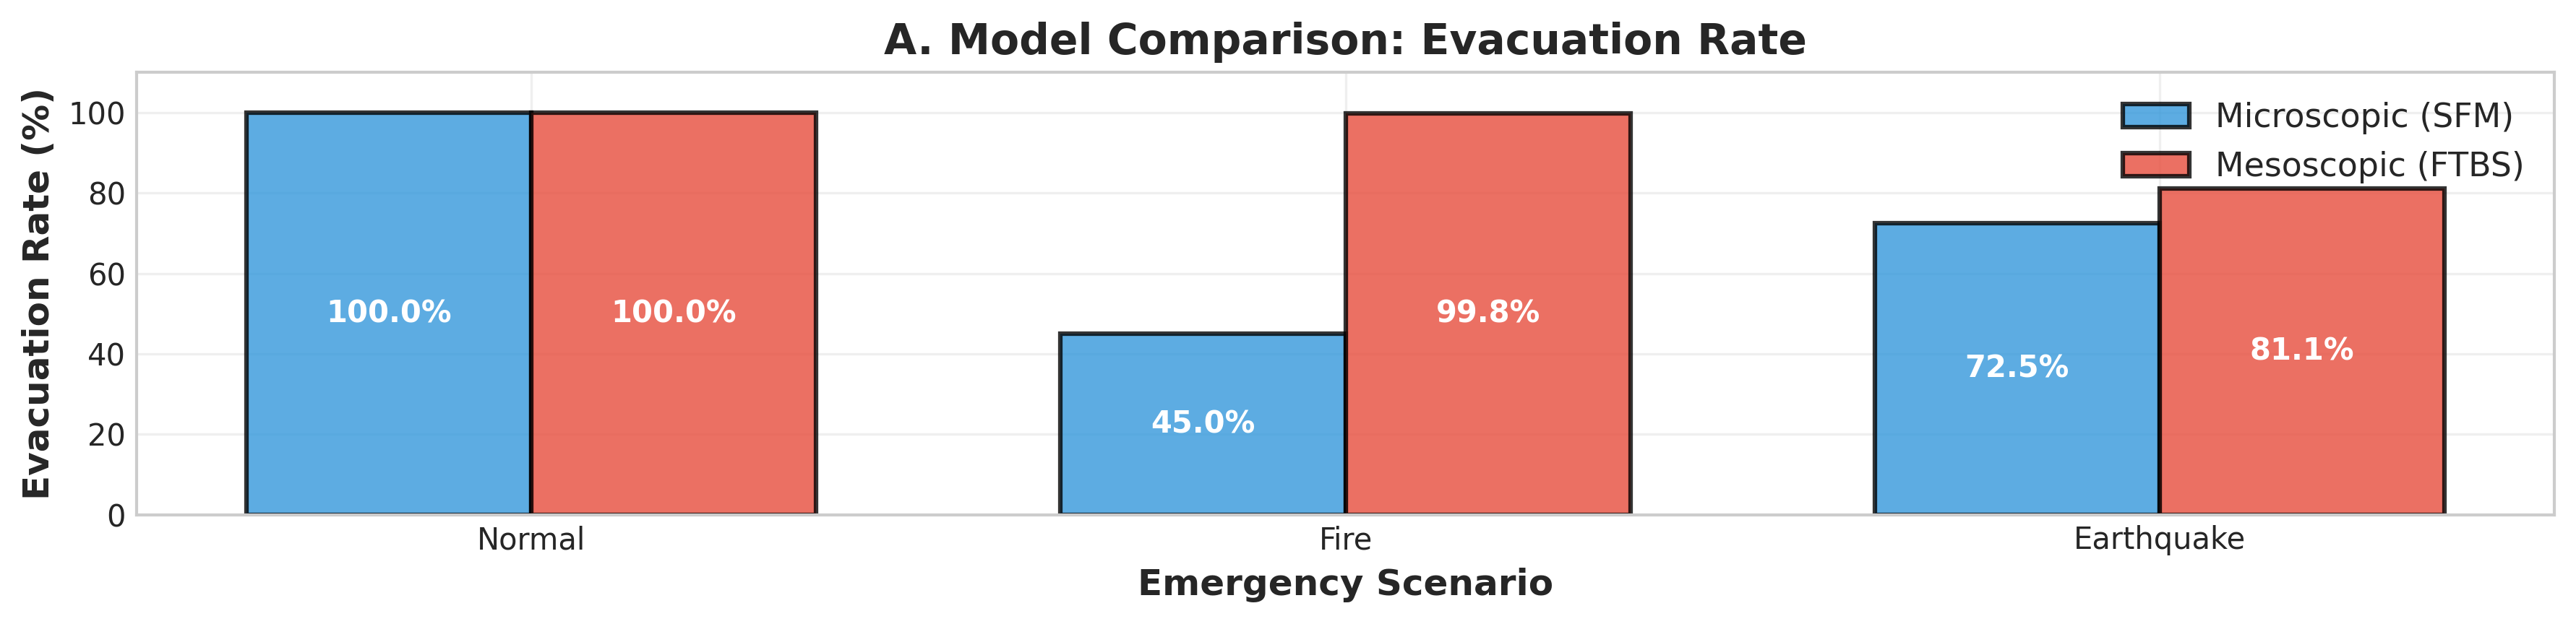 A. Model Comparison: Evacuation Rate
Evacuation Rate (%)
100
80
60
40
20
0
Microscopic (SFM)
Mesoscopic (FTBS)
100.0%
100.0%
45.0%
99.8%
72.5%
81.1%
Normal
Fire
Earthquake
Emergency Scenario